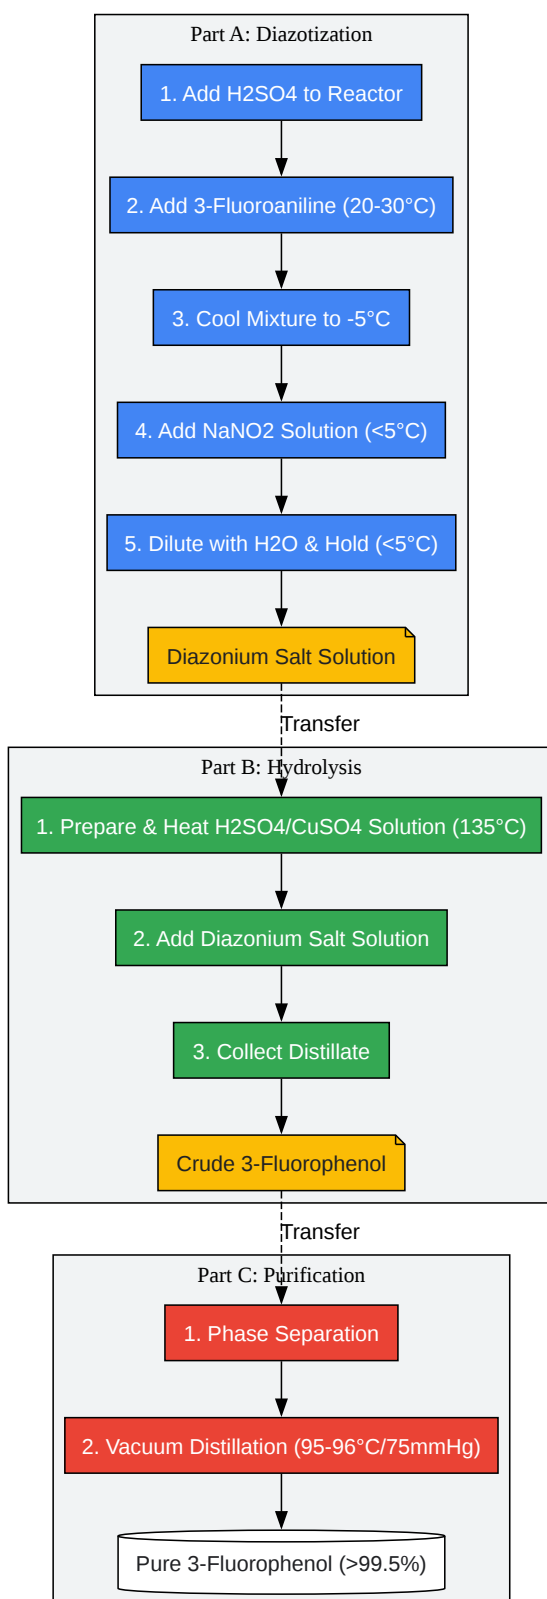 Part A: Diazotization
1. Add H2SO4 to Reactor
2. Add 3-Fluoroaniline (20-30°C)
3. Cool Mixture to -5°C
4. Add NaNO2 Solution (<5°C)
5. Dilute with H2O & Hold (<5°C)
Diazonium Salt Solution
Transfer
Part B: Hydrolysis
1. Prepare & Heat H2SO4/CuSO4 Solution (135°C)
2. Add Diazonium Salt Solution
3. Collect Distillate
Crude 3-Fluorophenol
Transfer
Part C: Purification
1. Phase Separation
2. Vacuum Distillation (95-96°C/75mmHg)
Pure 3-Fluorophenol (>99.5%)